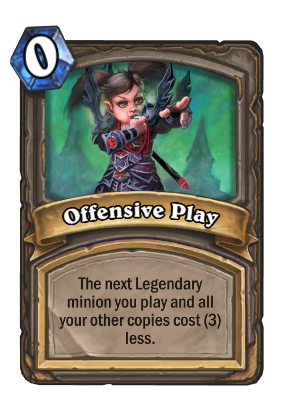 0
Offensive Play
The next Legendary
minion you play and all
your other copies cost (3)
less.